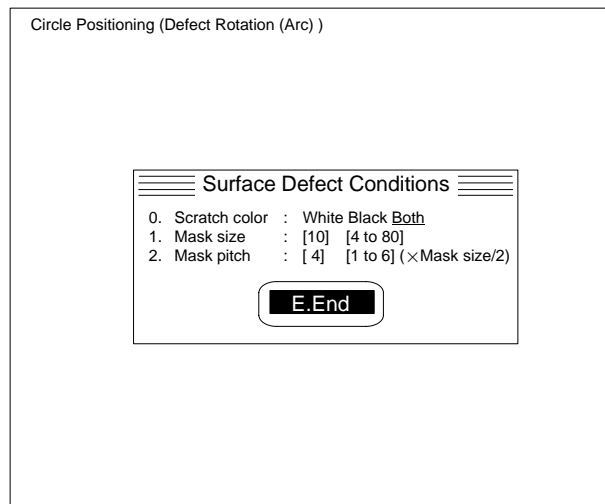 Circle Positioning (Defect Rotation (Arc) )
Surface Defect Conditions
0. Scratch color : White Black Both
1. Mask size : [10] [4 to 80]
2. Mask pitch : [ 4] [1 to 6] (×Mask size/2)
E.End